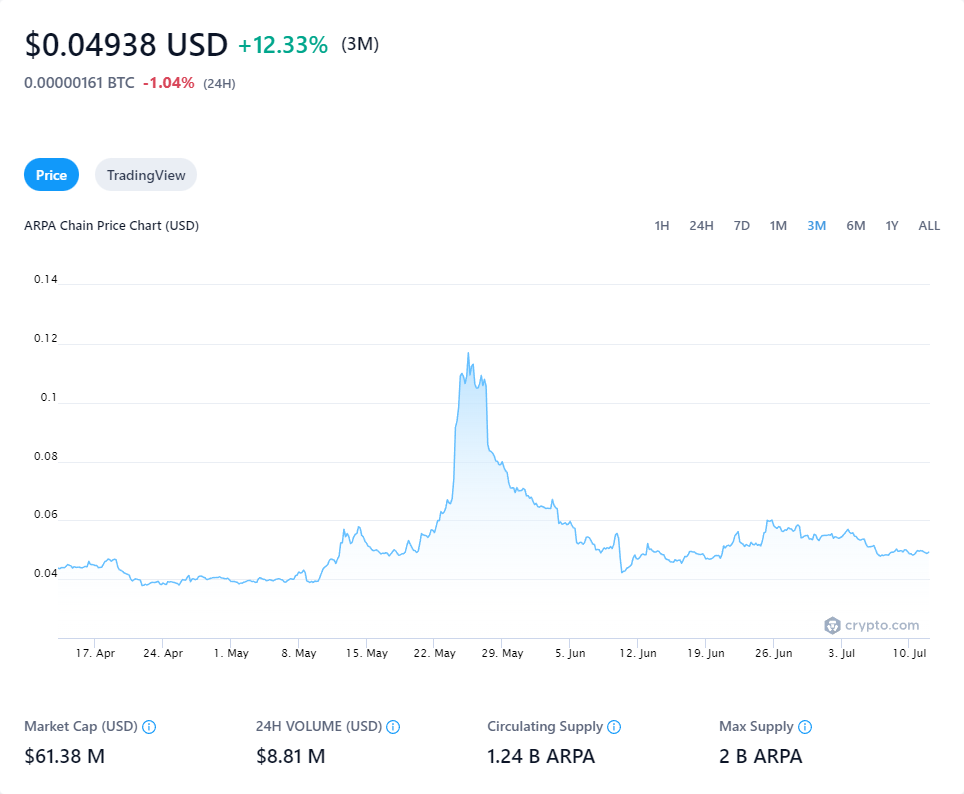 $0.04938 USD +12.33% (3M)
0.00000161 BTC -1.04% (24H)
Price TradingView
ARPA Chain Price Chart (USD) 1H 24H 7D 1M 3M 6M 1Y ALL
0.14
0.12
0.1
0.08
0.06
0.04
crypto.com
17. Apr 24. Apr 1. May 8. May 15. May 22. May 29. May 5. Jun 12. Jun 19. Jun 26. Jun 3. Jul 10. Jul
Market Cap (USD) 24H VOLUME (USD) Circulating Supply Max Supply
$61.38 M $8.81 M 1.24 B ARPA 2 B ARPA